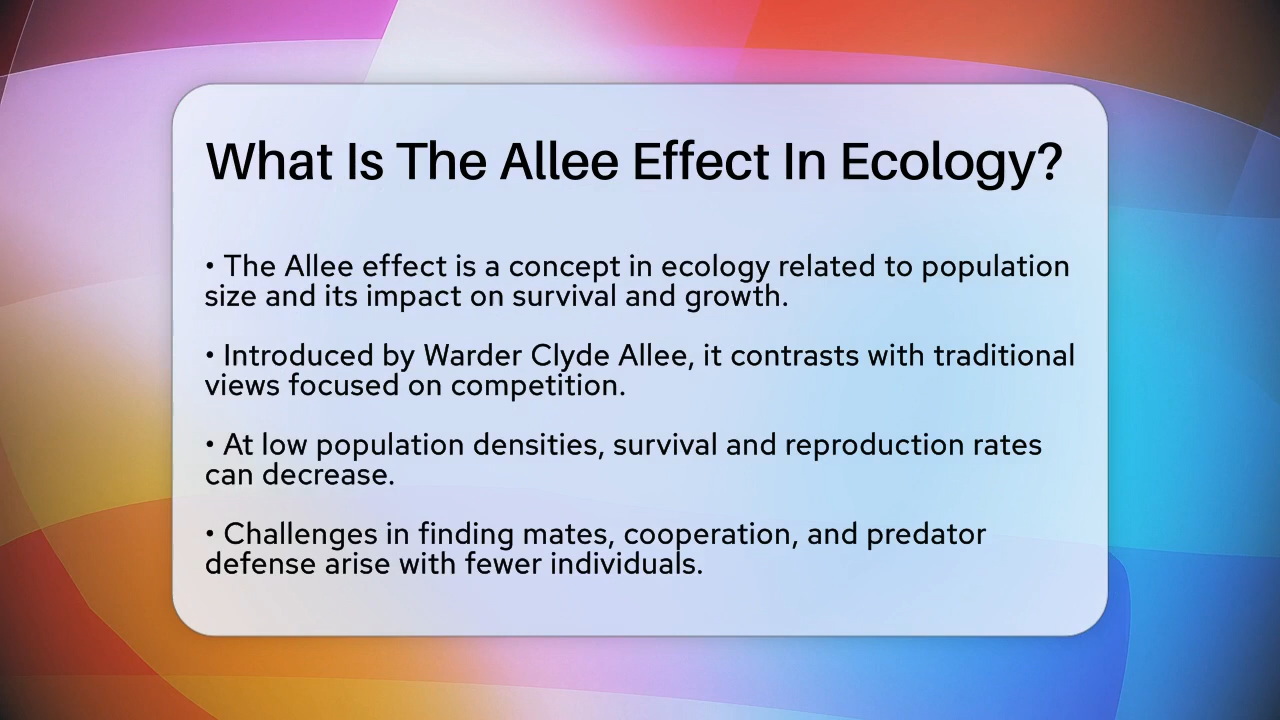 What Is The Allee Effect In Ecology?
• The Allee effect is a concept in ecology related to population
size and its impact on survival and growth.
• Introduced by Warder Clyde Allee, it contrasts with traditional
views focused on competition.
• At low population densities, survival and reproduction rates
can decrease.
• Challenges in finding mates, cooperation, and predator
defense arise with fewer individuals.